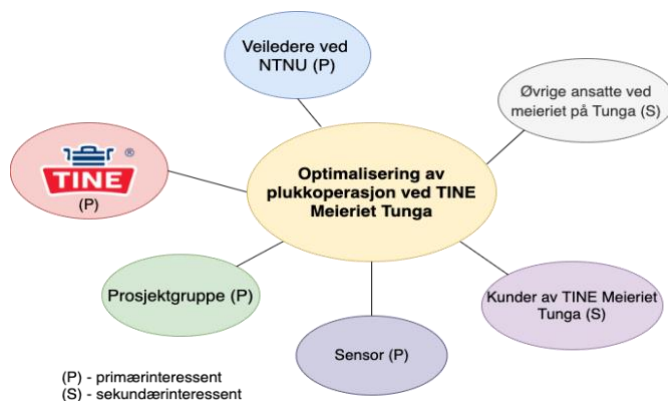 Veiledere ved
NTNU (P)
Øvrige ansatte ved
meieriet på Tunga (S)
TINE ®
(P)
Optimalisering av
plukkoperasjon ved TINE
Meieriet Tunga
Prosjektgruppe (P)
Sensor (P)
Kunder av TINE Meieriet
Tunga (S)
(P) - primærinteressent
(S) - sekundærinteressent